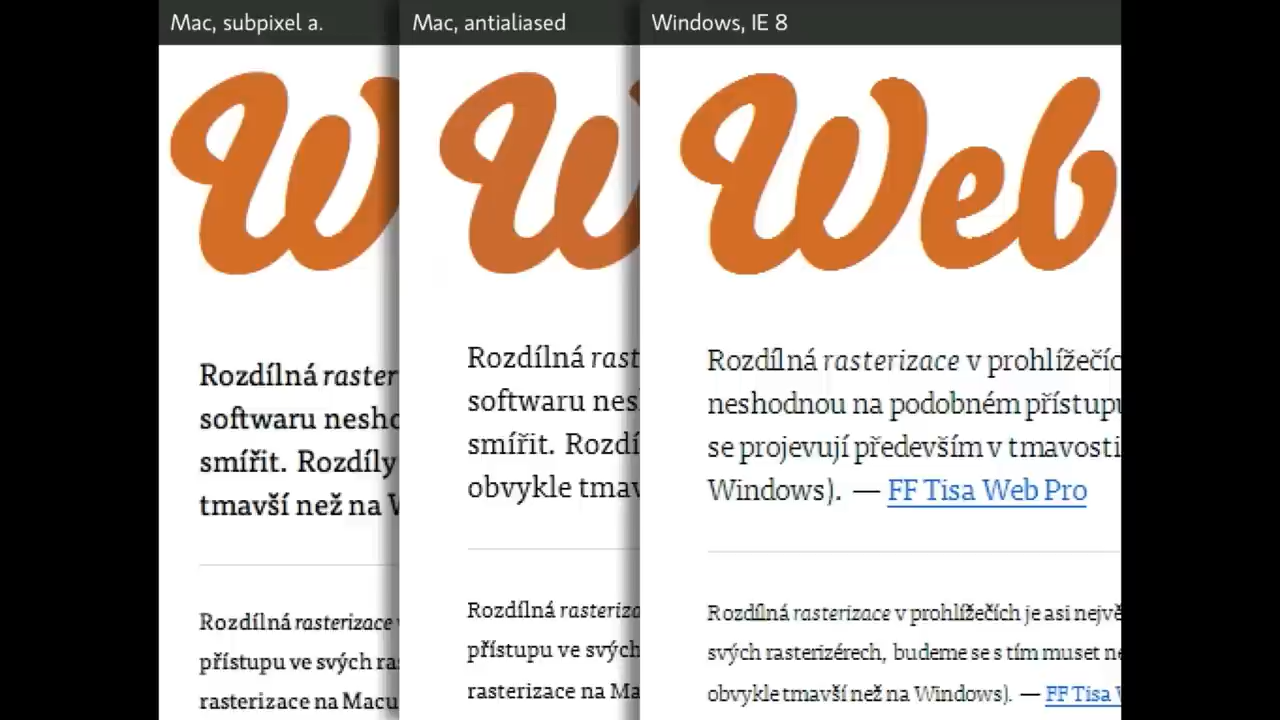 Mac, subpixel a.
W
Rozdílná raster
softwaru nesho
smířit. Rozdíly
tmavší než na W
Rozdílná rasterizace v
přístupu ve svých ras
rasterizace na Macu
Mac, antialiased
W
Rozdílná rast
softwaru nes
smířit. Rozdí
obvykle tmav
Rozdílná rasteriza
přístupu ve svých
rasterizace na Ma
Windows, IE 8
Web
Rozdílná rasterizace v prohlížečíc
neshodnou na podobném přístupu
se projevují především v tmavosti
Windows). — FF Tisa Web Pro
Rozdílná rasterizace v prohlížečích je asi nejvě
svých rasterizérech, budeme se s tím muset ne
obvykle tmavší než na Windows). — FF Tisa W